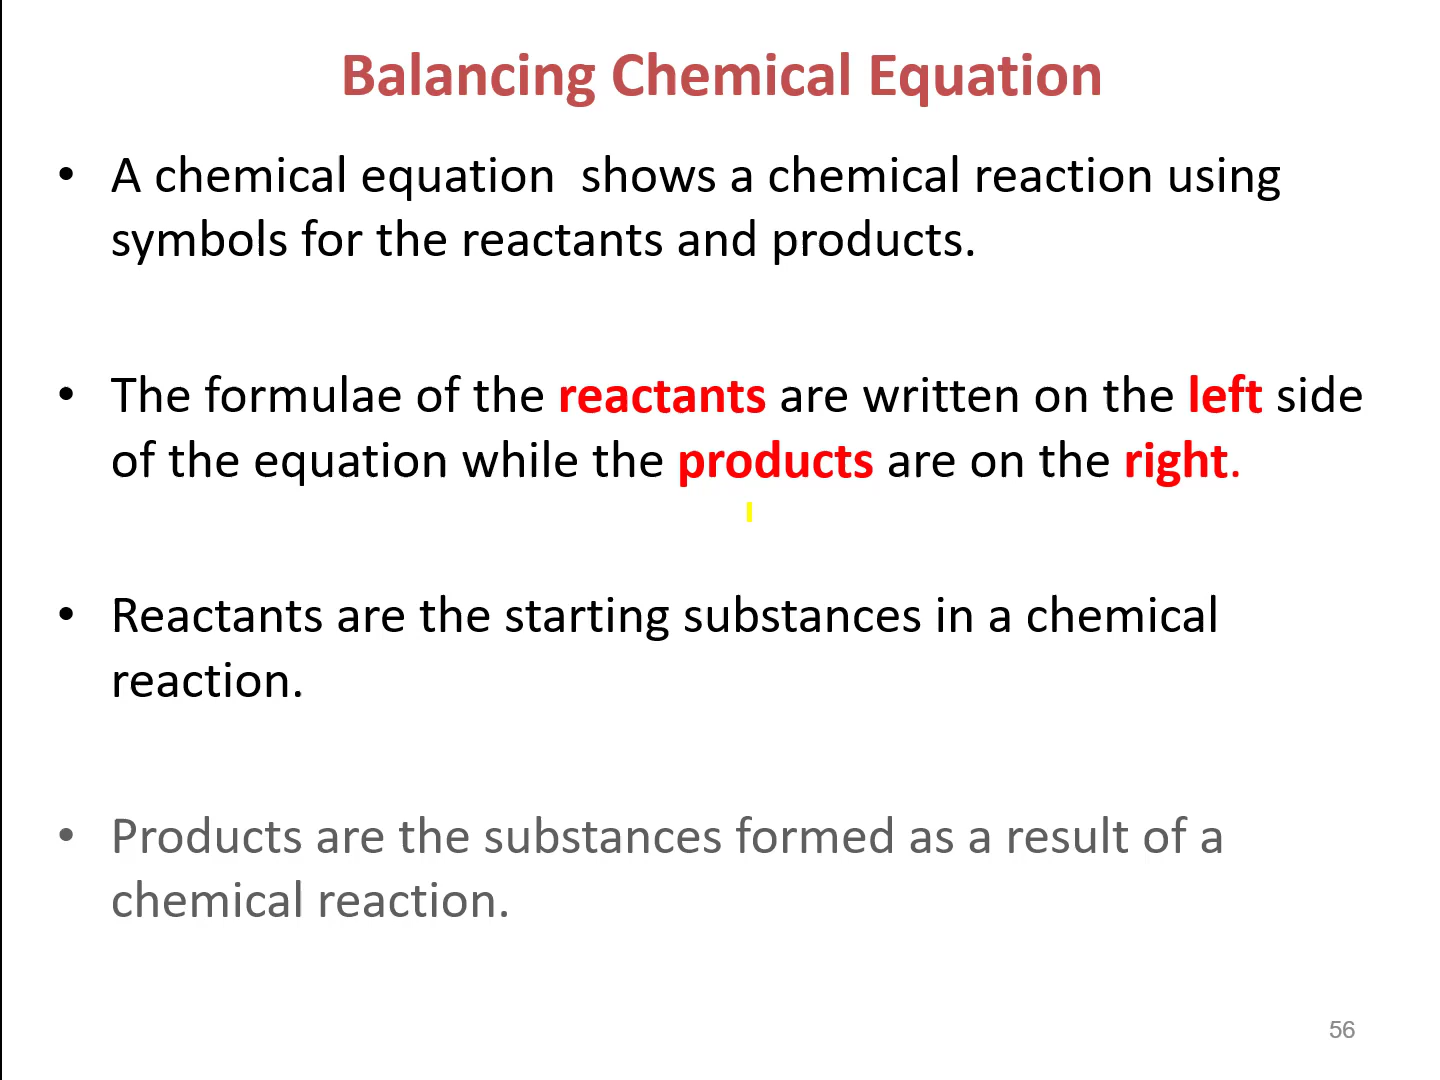 Balancing Chemical Equation
• A chemical equation  shows a chemical reaction using
symbols for the reactants and products.
• The formulae of the reactants are written on the left side
of the equation while the products are on the right.
• Reactants are the starting substances in a chemical
reaction.
• Products are the substances formed as a result of a
chemical reaction.
56